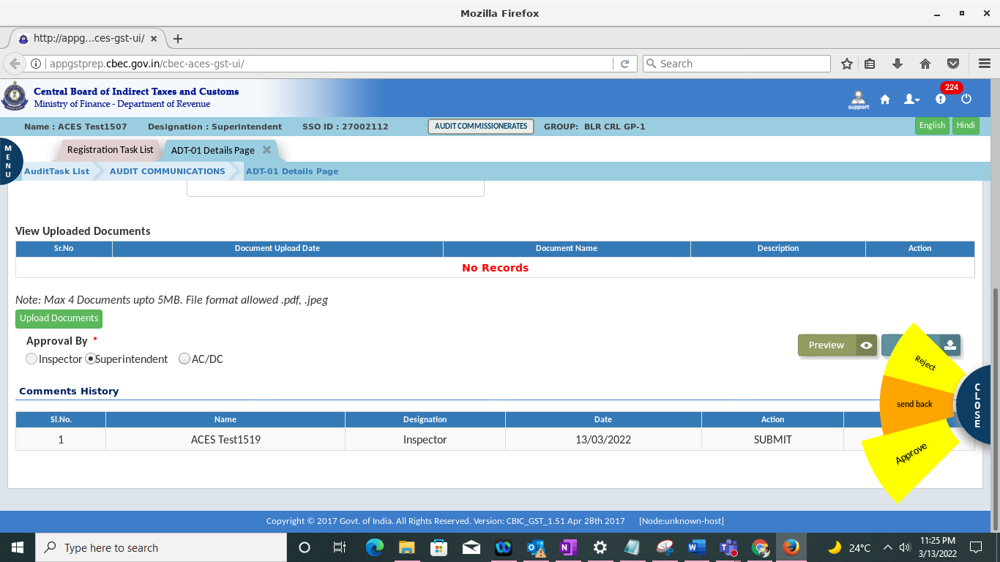 Mozilla Firefox
http://appg...ces-gst-ui/
appgstprep.cbec.gov.in/cbec-aces-gst-ui/
Search
Central Board of Indirect Taxes and Customs
Ministry of Finance - Department of Revenue
support
224
Name : ACES Test1507 Designation : Superintendent SSO ID : 27002112 AUDIT COMMISSIONERATES GROUP: BLR CRL GP-1 English Hindi
MENU
Registration Task List ADT-01 Details Page
AuditTask List AUDIT COMMUNICATIONS ADT-01 Details Page
View Uploaded Documents
Sr.No Document Upload Date Document Name Description Action
No Records
Note: Max 4 Documents upto 5MB. File format allowed .pdf, .jpeg
Upload Documents
Approval By *
Preview
Inspector Superintendent AC/DC
Reject
send back
Approve
CLOSE
Comments History
Sl.No. Name Designation Date Action
1 ACES Test1519 Inspector 13/03/2022 SUBMIT
Copyright © 2017 Govt. of India. All Rights Reserved. Version: CBIC_GST_1.51 Apr 28th 2017 [Node:unknown-host]
Type here to search
24°C
11:25 PM
3/13/2022